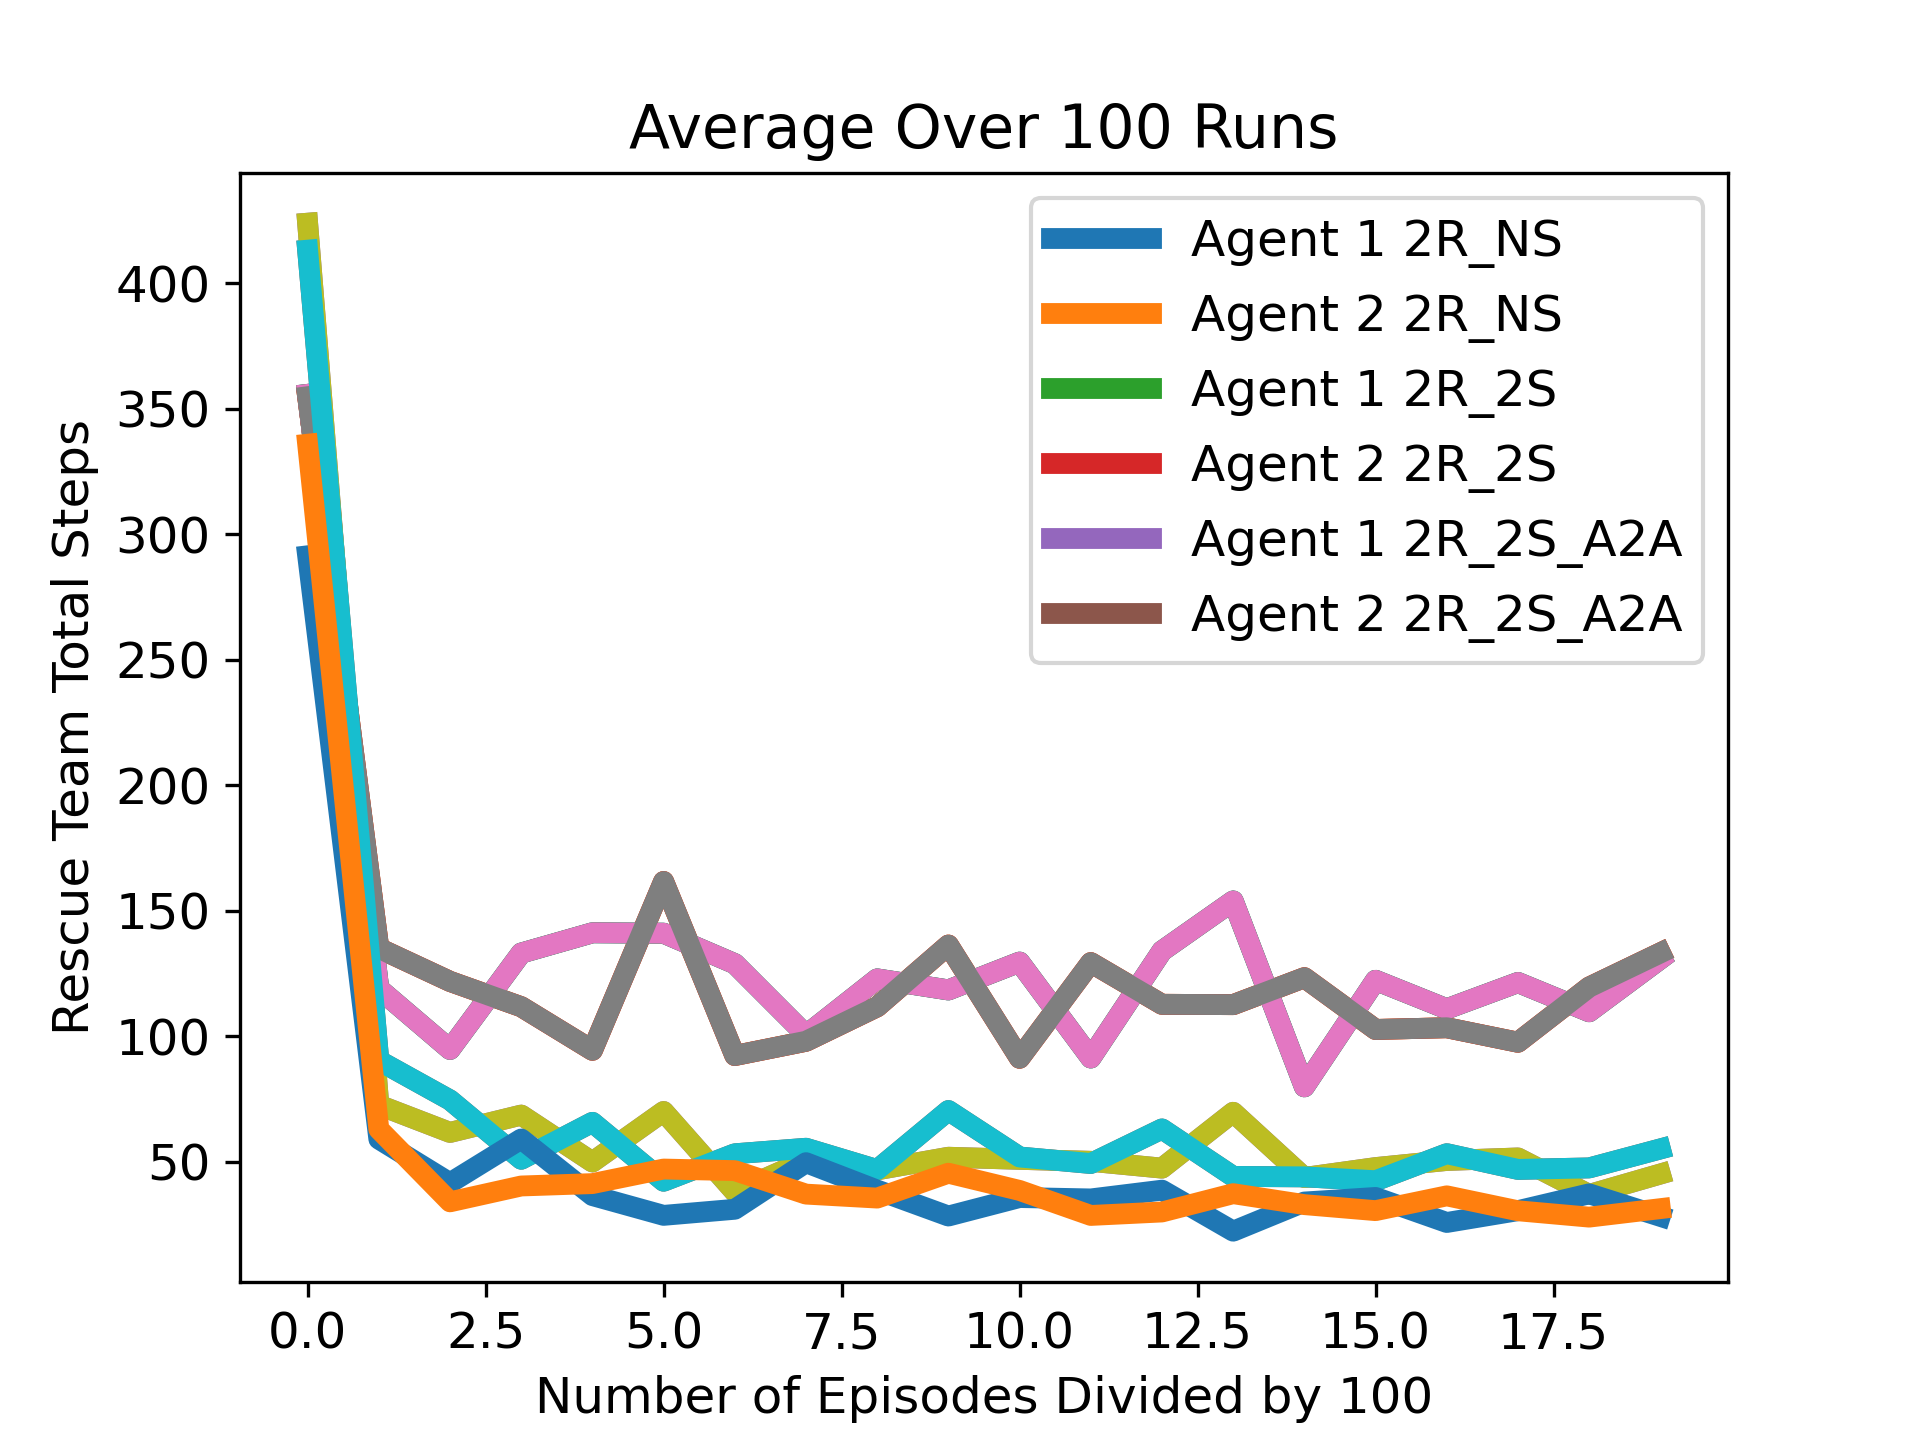 Average Over 100 Runs
Rescue Team Total Steps
400
350
300
250
200
150
100
50
Agent 1 2R_NS
Agent 2 2R_NS
Agent 1 2R_2S
Agent 2 2R_2S
Agent 1 2R_2S_A2A
Agent 2 2R_2S_A2A
0.0 2.5 5.0 7.5 10.0 12.5 15.0 17.5
Number of Episodes Divided by 100